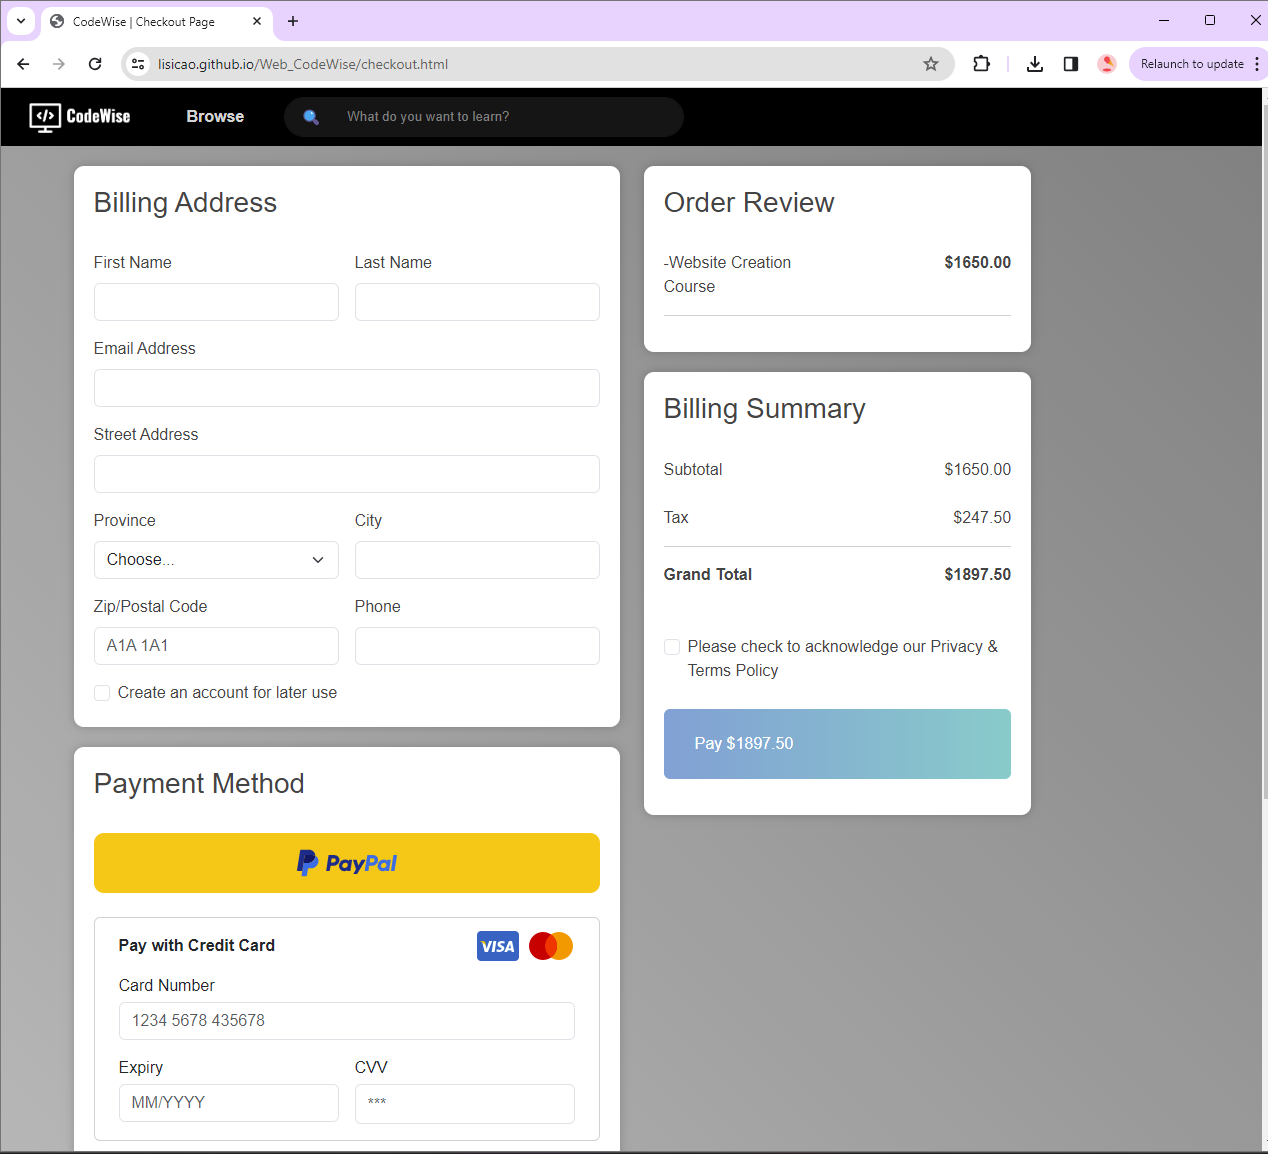 CodeWise | Checkout Page
lisicao.github.io/Web_CodeWise/checkout.html
Relaunch to update
</> CodeWise
Browse
What do you want to learn?
Billing Address
First Name
Last Name
Email Address
Street Address
Province
City
Choose...
Zip/Postal Code
Phone
A1A 1A1
Create an account for later use
Payment Method
PayPal
Pay with Credit Card
VISA
Card Number
1234 5678 435678
Expiry
CVV
MM/YYYY
***
Order Review
-Website Creation
Course
$1650.00
Billing Summary
Subtotal
$1650.00
Tax
$247.50
Grand Total
$1897.50
Please check to acknowledge our Privacy &
Terms Policy
Pay $1897.50